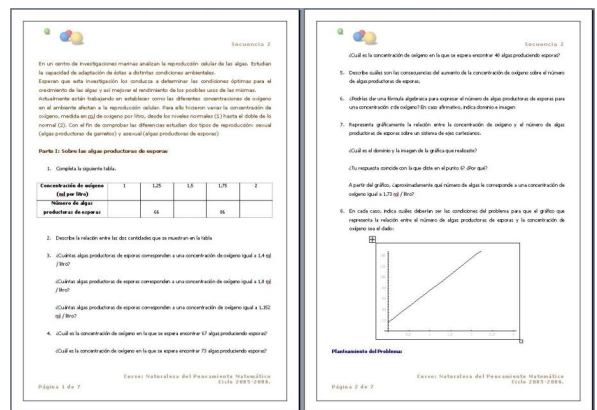 Secuencia 2
En un centro de investigaciones marinas analizan la reproducción celular de las algas. Estudian
la capacidad de adaptación de éstas a distintas condiciones ambientales.
Esperan que esta investigación los conduzca a determinar las condiciones óptimas para el
crecimiento de las algas y así mejorar el rendimiento de los posibles usos de las mismas.
Actualmente están trabajando en establecer como las diferentes concentraciones de oxígeno
en el ambiente afectan a la reproducción celular. Para ello hicieron variar la concentración de
oxígeno, medida en mol de oxígeno por litro, desde los niveles normales (1) hasta el doble de lo
normal (2). Con el fin de comprobar las diferencias estudian dos tipos de reproducción: sexual
(algas productoras de gametos) y asexual (algas productoras de esporas)
Parte I: Sobre las algas productoras de esporas
1. Completa la siguiente tabla.
Concentración de oxígeno 1 1,25 1,5 1,75 2
(mol por litro)
Número de algas
productoras de esporas 66 86
2. Describe la relación entre las dos cantidades que se muestran en la tabla
3. ¿Cuántas algas productoras de esporas corresponden a una concentración de oxígeno igual a 1,4 mol
/ litro?
¿Cuántas algas productoras de esporas corresponden a una concentración de oxígeno igual a 1,8 mol
/ litro?
¿Cuántas algas productoras de esporas corresponden a una concentración de oxígeno igual a 1,352
mol / litro?
4. ¿Cuál es la concentración de oxígeno en la que se espera encontrar 67 algas produciendo esporas?
¿Cuál es la concentración de oxígeno en la que se espera encontrar 73 algas produciendo esporas?
Curso: Naturaleza del Pensamiento Matemático
Ciclo 2005-2006.
Página 1 de 7
Secuencia 2
¿Cuál es la concentración de oxígeno en la que se espera encontrar 40 algas produciendo esporas?
5. Describe cuáles son las consecuencias del aumento de la concentración de oxígeno sobre el número
de algas productoras de esporas.
6. ¿Podrías dar una fórmula algebraica para expresar el número de algas productoras de esporas para
una concentración de oxígeno? En caso afirmativo, indica dominio e imagen
7. Representa gráficamente la relación entre la concentración de oxígeno y el número de algas
productoras de esporas sobre un sistema de ejes cartesianos.
¿Cuál es el dominio y la imagen de la gráfica que realizaste?
¿Tu respuesta coincide con la que diste en el punto 6? ¿Por qué?
A partir del gráfico, ¿aproximadamente qué número de algas le corresponde a una concentración de
oxígeno igual a 1,73 mol / litro?
8. En cada caso, indica cuáles deberían ser las condiciones del problema para que el gráfico que
representa la relación entre el número de algas productoras de esporas y la concentración de
oxígeno sea el dado:
Planteamiento del Problema:
Curso: Naturaleza del Pensamiento Matemático
Ciclo 2005-2006.
Página 2 de 7